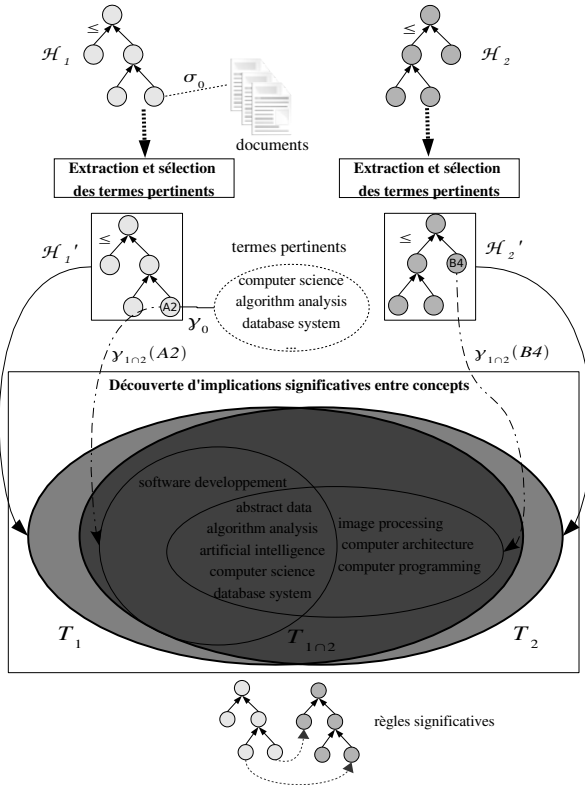 ≤
ℋ₁
σ₀
documents
≤
ℋ₂
Extraction et sélection
des termes pertinents
Extraction et sélection
des termes pertinents
ℋ₁'
≤
A2
γ₀
termes pertinents
computer science
algorithm analysis
database system
...
≤
B4
ℋ₂'
γ₁∩₂(A2)
γ₁∩₂(B4)
Découverte d'implications significatives entre concepts
software developpement
abstract data
algorithm analysis
artificial intelligence
computer science
database system
image processing
computer architecture
computer programming
T₁
T₁∩₂
T₂
règles significatives